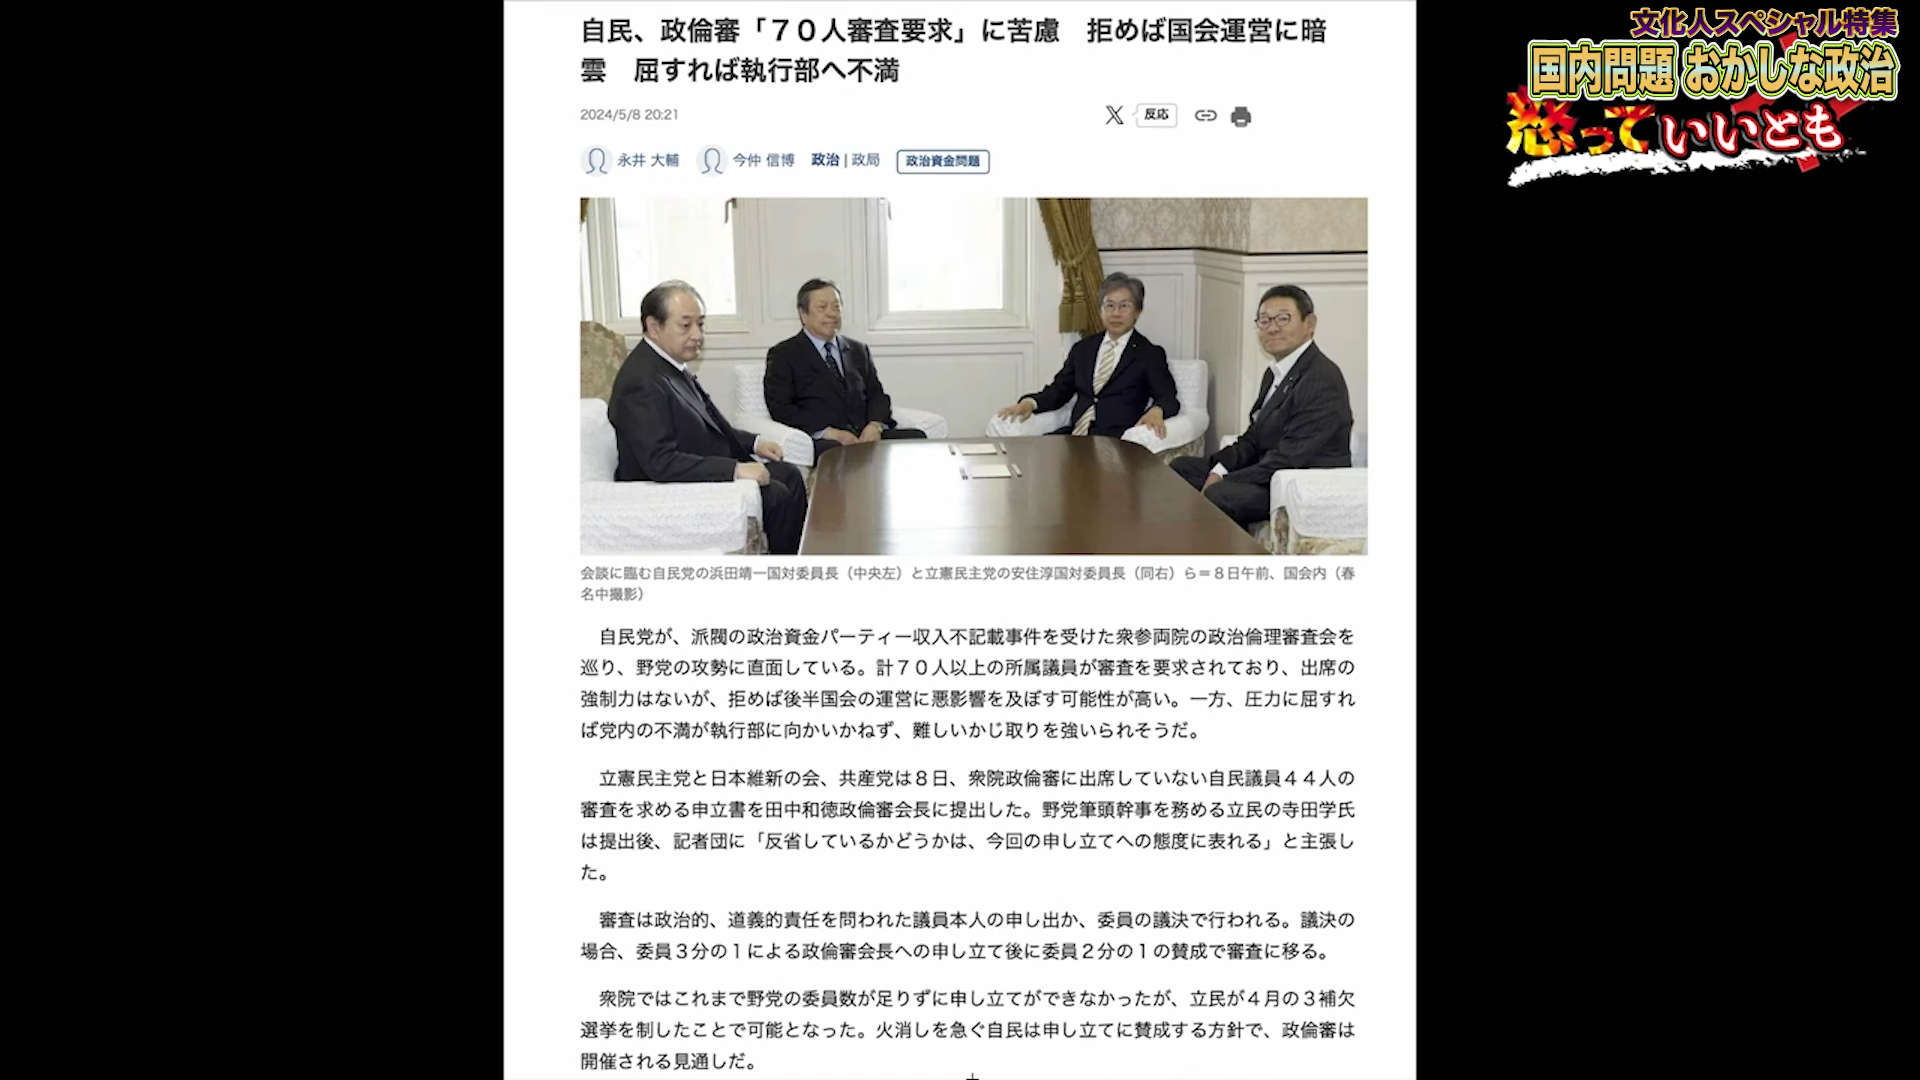 文化人スペシャル特集
国内問題 おかしな政治
怒っていいとも
自民、政倫審「７０人審査要求」に苦慮　拒めば国会運営に暗
雲　屈すれば執行部へ不満
2024/5/8 20:21
反応
永井 大輔 今仲 信博 政治 | 政局 政治資金問題
会談に臨む自民党の浜田靖一国対委員長（中央左）と立憲民主党の安住淳国対委員長（同右）ら＝８日午前、国会内（春
名中撮影）
自民党が、派閥の政治資金パーティー収入不記載事件を受けた衆参両院の政治倫理審査会を
巡り、野党の攻勢に直面している。計７０人以上の所属議員が審査を要求されており、出席の
強制力はないが、拒めば後半国会の運営に悪影響を及ぼす可能性が高い。一方、圧力に屈すれ
ば党内の不満が執行部に向かいかねず、難しいかじ取りを強いられそうだ。
立憲民主党と日本維新の会、共産党は８日、衆院政倫審に出席していない自民議員４４人の
審査を求める申立書を田中和徳政倫審会長に提出した。野党筆頭幹事を務める立民の寺田学氏
は提出後、記者団に「反省しているかどうかは、今回の申し立てへの態度に表れる」と主張し
た。
審査は政治的、道義的責任を問われた議員本人の申し出か、委員の議決で行われる。議決の
場合、委員３分の１による政倫審会長への申し立て後に委員２分の１の賛成で審査に移る。
衆院ではこれまで野党の委員数が足りずに申し立てができなかったが、立民が４月の３補欠
選挙を制したことで可能となった。火消しを急ぐ自民は申し立てに賛成する方針で、政倫審は
開催される見通しだ。